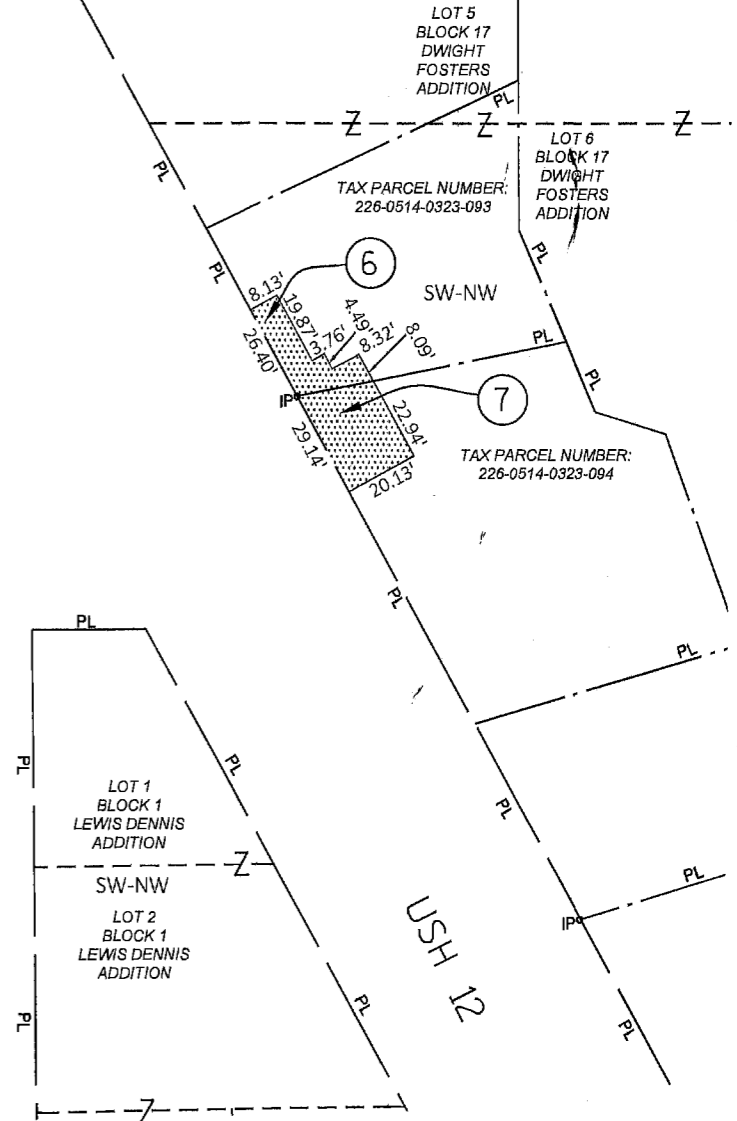 LOT 5
BLOCK 17
DWIGHT
FOSTERS
ADDITION
PL
Z Z Z
PL
LOT 6
BLOCK 17
DWIGHT
FOSTERS
ADDITION
TAX PARCEL NUMBER:
226-0514-0323-093
PL
6
PL
SW-NW
8.13'
19.87'
3.76'
4.49'
8.32'
8.09'
26.40'
PL
IP
7
PL
22.94'
29.14'
20.13'
TAX PARCEL NUMBER:
226-0514-0323-094
PL
PL
PL
PL
PL
LOT 1
BLOCK 1
LEWIS DENNIS
ADDITION
PL
Z
SW-NW
PL
LOT 2
BLOCK 1
LEWIS DENNIS
ADDITION
USH 12
IP
PL
PL
PL
Z